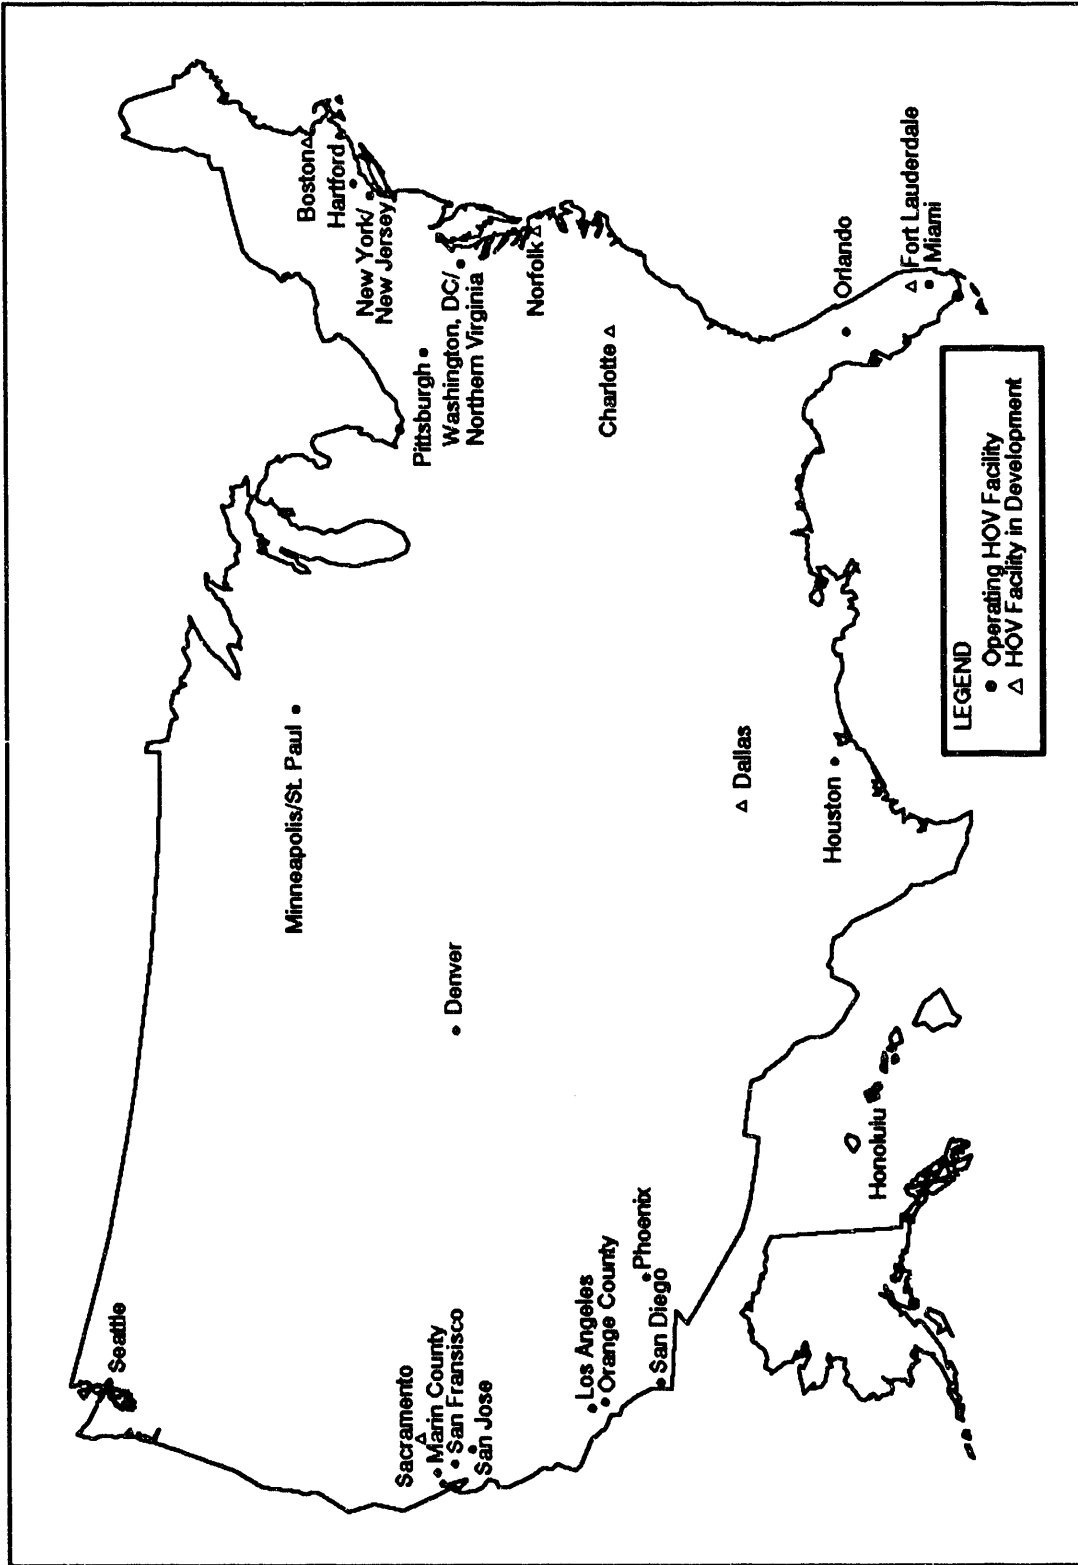 Seattle
Sacramento
Marin County
San Fransisco
San Jose
Los Angeles
Orange County
San Diego
Phoenix
Denver
Minneapolis/St. Paul
Dallas
Houston
Honolulu
Pittsburgh
Washington, DC/
Northern Virginia
Charlotte
Norfolk
New York/
New Jersey
Hartford
Boston
Orlando
Fort Lauderdale
Miami
LEGEND
Operating HOV Facility
HOV Facility in Development